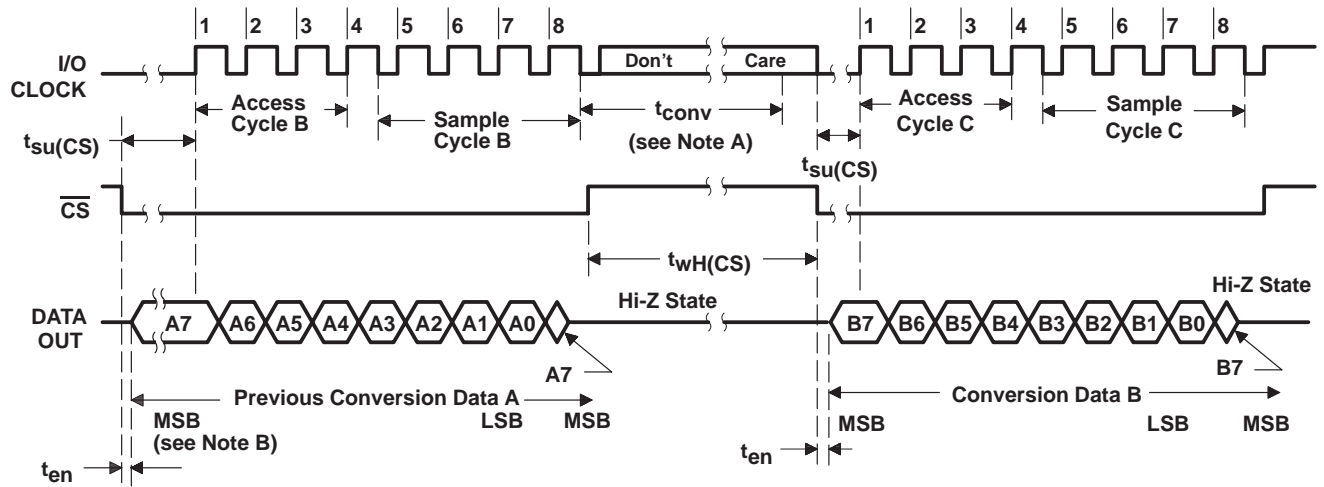 1 2 3 4 5 6 7 8 1 2 3 4 5 6 7 8
I/O
CLOCK
Don't Care
Access
Cycle B
Sample
Cycle B
tconv
(see Note A)
Access
Cycle C
Sample
Cycle C
tsu(CS)
tsu(CS)
CS
twH(CS)
Hi-Z State
Hi-Z State
DATA
OUT
A7 A6 A5 A4 A3 A2 A1 A0
B7 B6 B5 B4 B3 B2 B1 B0
A7
B7
Previous Conversion Data A
Conversion Data B
MSB
(see Note B)
LSB
MSB
MSB
LSB
MSB
ten
ten